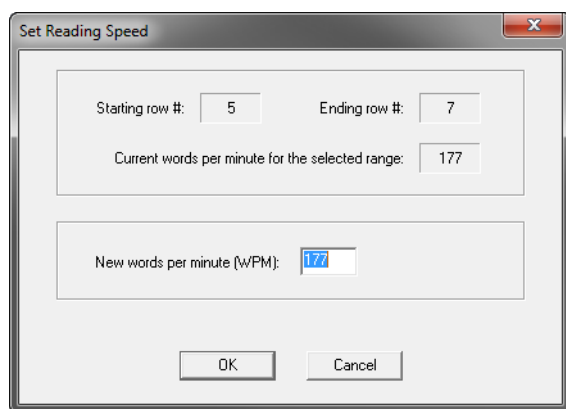 Set Reading Speed
Starting row #: 5 Ending row #: 7
Current words per minute for the selected range: 177
New words per minute (WPM): 177
OK Cancel